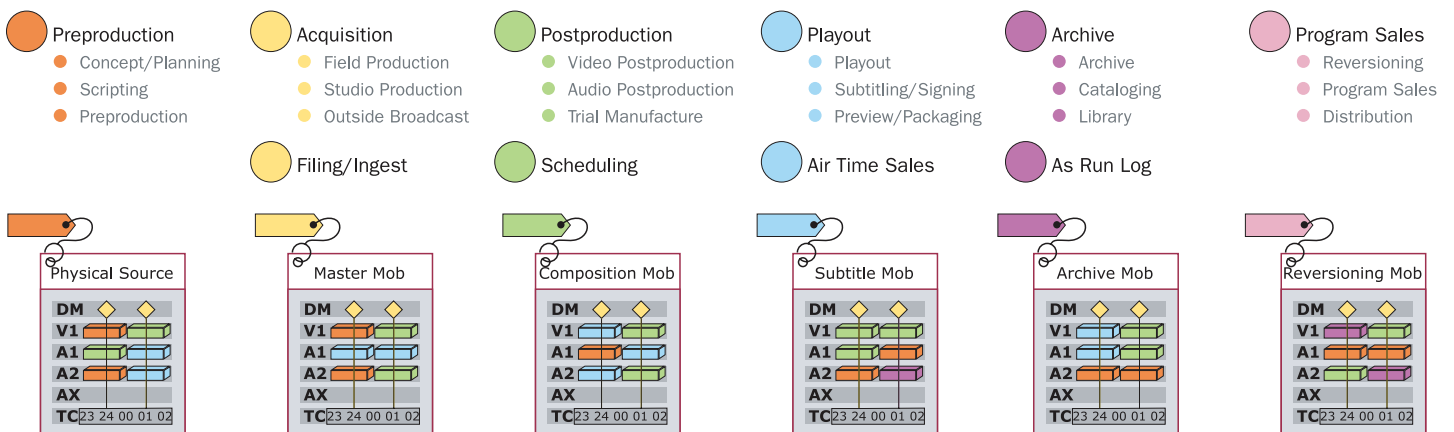 Preproduction
Concept/Planning
Scripting
Preproduction
Acquisition
Field Production
Studio Production
Outside Broadcast
Filing/Ingest
Postproduction
Video Postproduction
Audio Postproduction
Trial Manufacture
Scheduling
Playout
Playout
Subtitling/Signing
Preview/Packaging
Air Time Sales
Archive
Archive
Cataloging
Library
As Run Log
Program Sales
Reversioning
Program Sales
Distribution
Physical Source
DM
V1
A1
A2
AX
TC 23 24 00 01 02
Master Mob
DM
V1
A1
A2
AX
TC 23 24 00 01 02
Composition Mob
DM
V1
A1
A2
AX
TC 23 24 00 01 02
Subtitle Mob
DM
V1
A1
A2
AX
TC 23 24 00 01 02
Archive Mob
DM
V1
A1
A2
AX
TC 23 24 00 01 02
Reversioning Mob
DM
V1
A1
A2
AX
TC 23 24 00 01 02